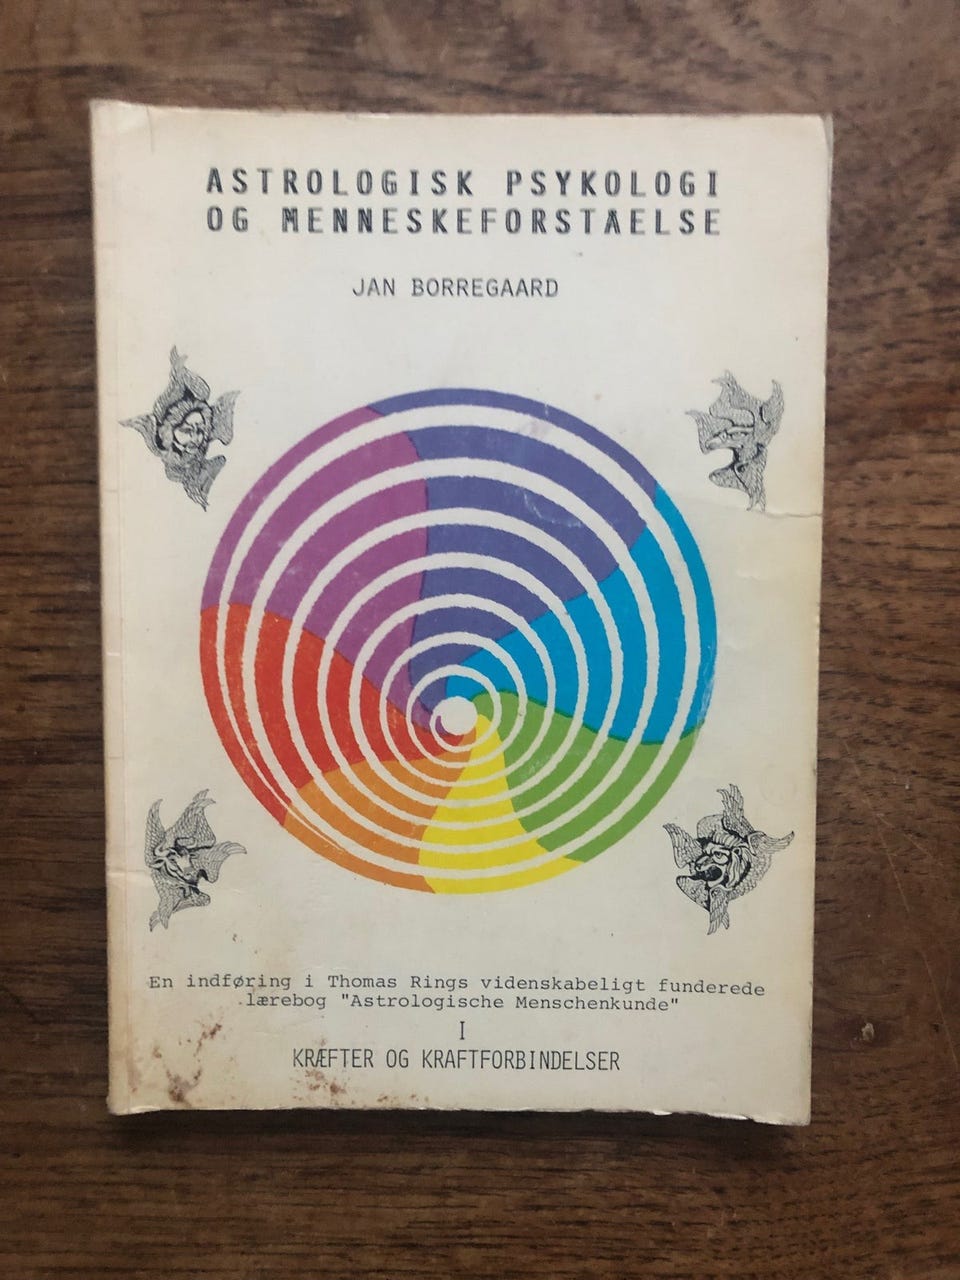 ASTROLOGISK PSYKOLOGI
OG MENNESKEFORSTAELSE
JAN BORREGAARD
En indføring i Thomas Rings videnskabeligt funderede
lærebog "Astrologische Menschenkunde"
I
KRÆFTER OG KRAFTFORBINDELSER